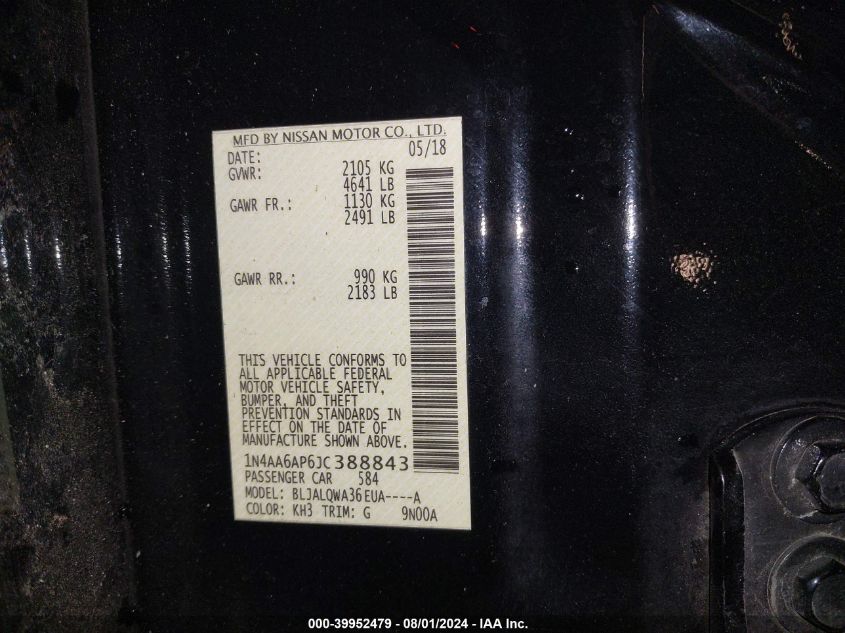 MFD BY NISSAN MOTOR CO., LTD.
DATE: 05/18
GVWR: 2105 KG
4641 LB
GAWR FR.: 1130 KG
2491 LB
GAWR RR.: 990 KG
2183 LB
THIS VEHICLE CONFORMS TO
ALL APPLICABLE FEDERAL
MOTOR VEHICLE SAFETY,
BUMPER, AND THEFT
PREVENTION STANDARDS IN
EFFECT ON THE DATE OF
MANUFACTURE SHOWN ABOVE.
1N4AA6AP6JC388843
PASSENGER CAR 584
MODEL: BLJALQWA36EUA----A
COLOR: KH3 TRIM: G 9N00A
000-39952479 - 08/01/2024 - IAA Inc.